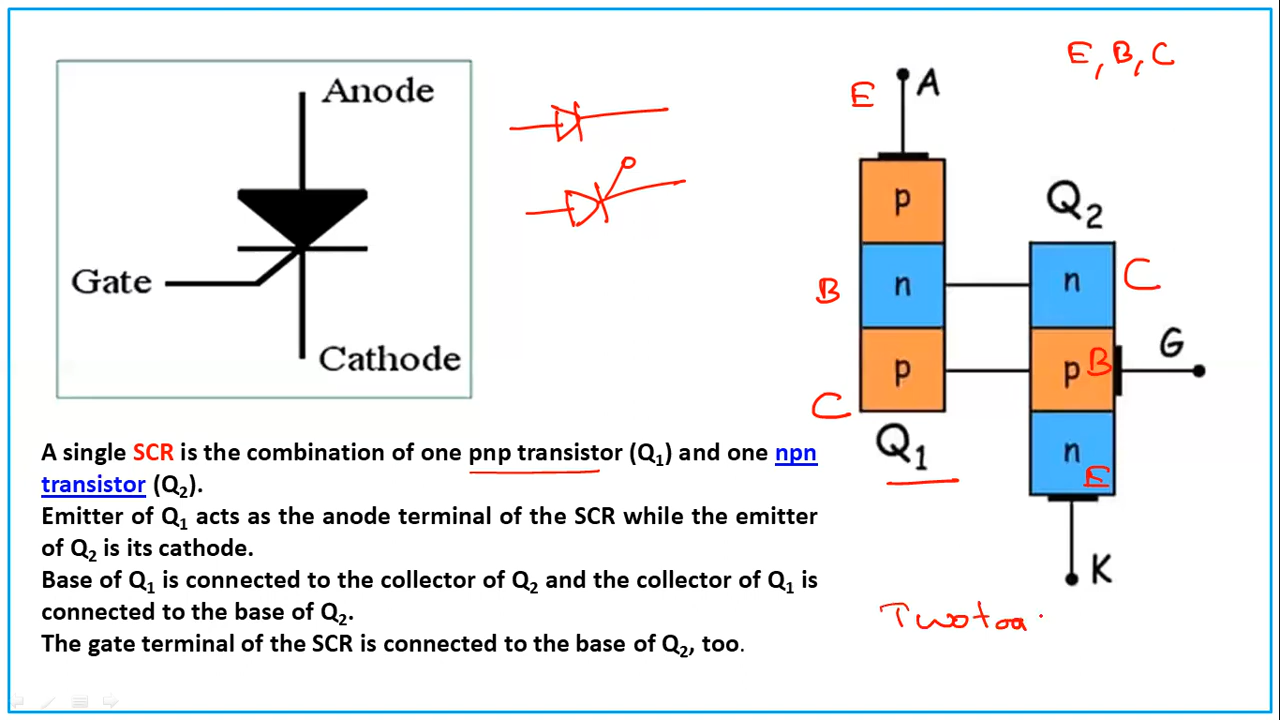 E, B, C
Anode
Gate
Cathode
E
A
p
Q2
B
n
n
C
p
p
B
G
C
Q1
n
E
K
A single SCR is the combination of one pnp transistor (Q1) and one npn
transistor (Q2).
Emitter of Q1 acts as the anode terminal of the SCR while the emitter
of Q2 is its cathode.
Base of Q1 is connected to the collector of Q2 and the collector of Q1 is
connected to the base of Q2.
The gate terminal of the SCR is connected to the base of Q2, too.